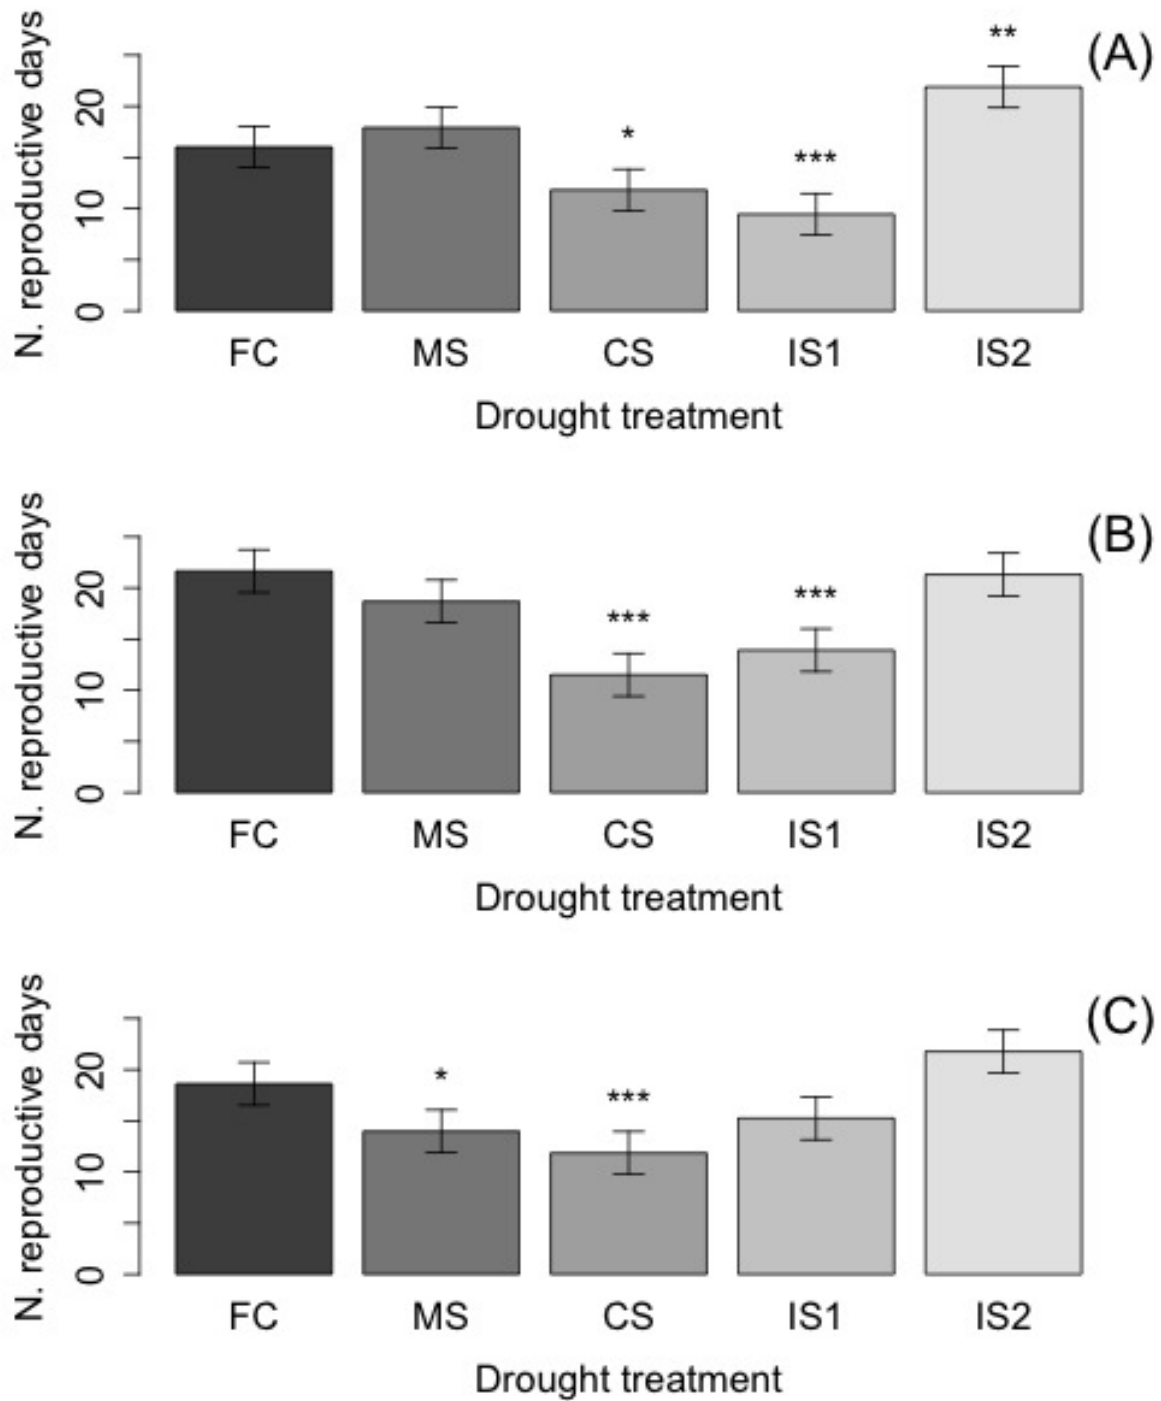 (A)
N. reproductive days
20
10
0
**
*
***
FC MS CS IS1 IS2
Drought treatment
(B)
N. reproductive days
20
10
0
***
***
FC MS CS IS1 IS2
Drought treatment
(C)
N. reproductive days
20
10
0
*
***
FC MS CS IS1 IS2
Drought treatment